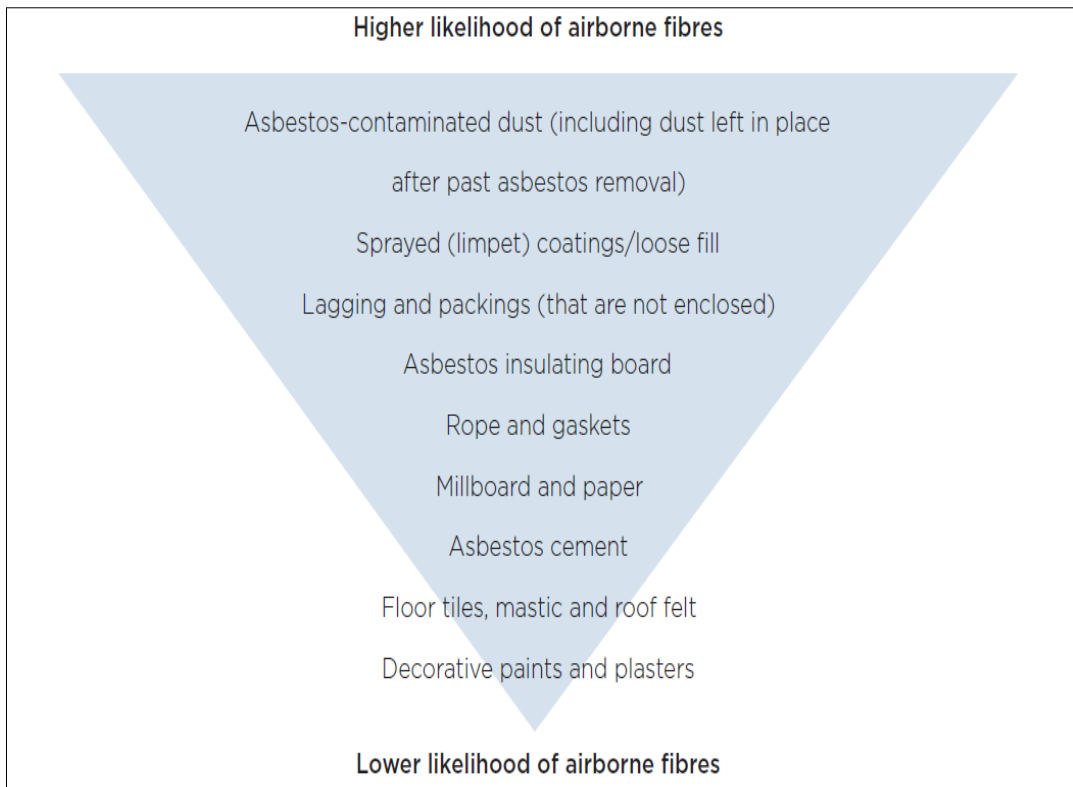 Higher likelihood of airborne fibres
Asbestos-contaminated dust (including dust left in place
after past asbestos removal)
Sprayed (limpet) coatings/loose fill
Lagging and packings (that are not enclosed)
Asbestos insulating board
Rope and gaskets
Millboard and paper
Asbestos cement
Floor tiles, mastic and roof felt
Decorative paints and plasters
Lower likelihood of airborne fibres